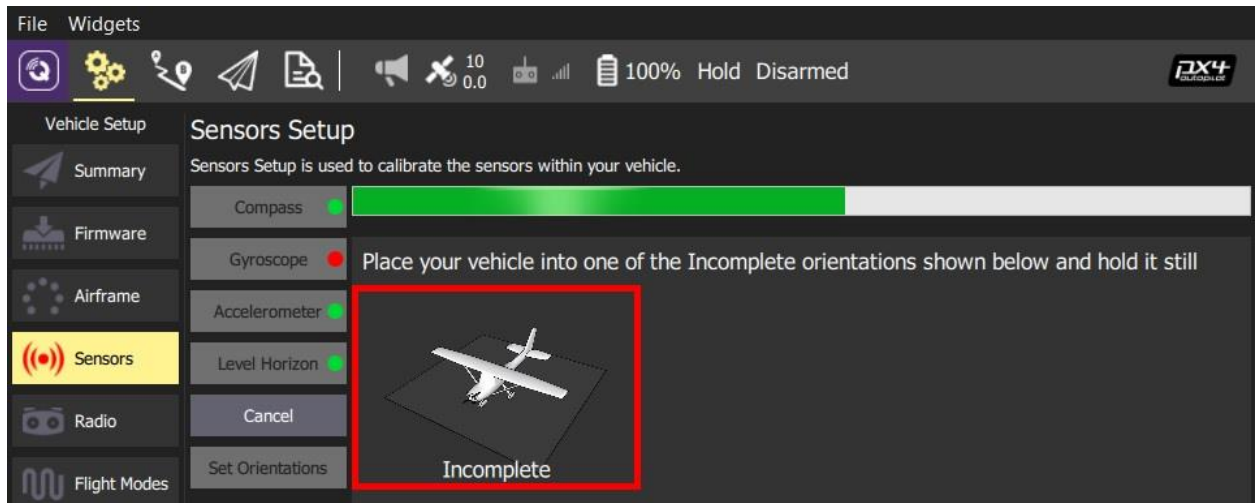 File Widgets
10
0.0
100% Hold Disarmed
px4
autopilot
Vehicle Setup
Summary
Firmware
Airframe
Sensors
Radio
Flight Modes
Sensors Setup
Sensors Setup is used to calibrate the sensors within your vehicle.
Compass
Gyroscope
Accelerometer
Level Horizon
Cancel
Set Orientations
Place your vehicle into one of the Incomplete orientations shown below and hold it still
Incomplete